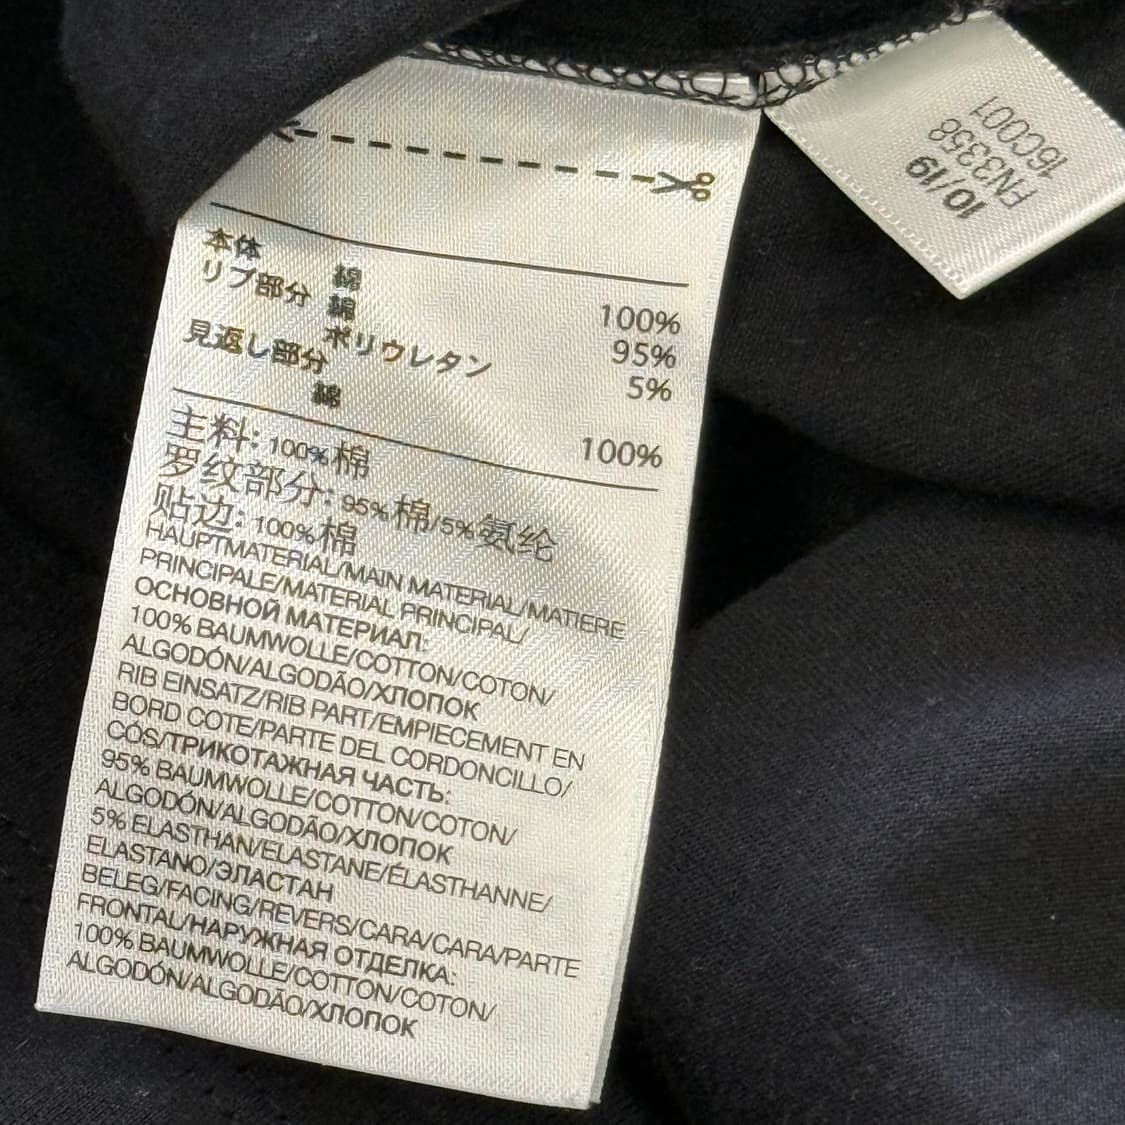 本体
綿 100%
リブ部分
綿 95%
ポリウレタン 5%
見返し部分
綿 100%
主料: 100%棉
罗纹部分: 95%棉/5%氨纶
贴边: 100%棉
HAUPTMATERIAL/MAIN MATERIAL/MATIERE
PRINCIPALE/MATERIAL PRINCIPAL/
ОСНОВНОЙ МАТЕРИАЛ:
100% BAUMWOLLE/COTTON/COTON/
ALGODÓN/ALGODÃO/ХЛОПОК
RIB EINSATZ/RIB PART/EMPIECEMENT EN
BORD COTE/PARTE DEL CORDONCILLO/
CÓS/ТРИКОТАЖНАЯ ЧАСТЬ:
95% BAUMWOLLE/COTTON/COTON/
ALGODÓN/ALGODÃO/ХЛОПОК
5% ELASTHAN/ELASTANE/ÉLASTHANNE/
ELASTANO/ЭЛАСТАН
BELEG/FACING/REVERS/CARA/CARA/PARTE
FRONTAL/НАРУЖНАЯ ОТДЕЛКА:
100% BAUMWOLLE/COTTON/COTON/
ALGODÓN/ALGODÃO/ХЛОПОК
10/19
FN3358
16C001